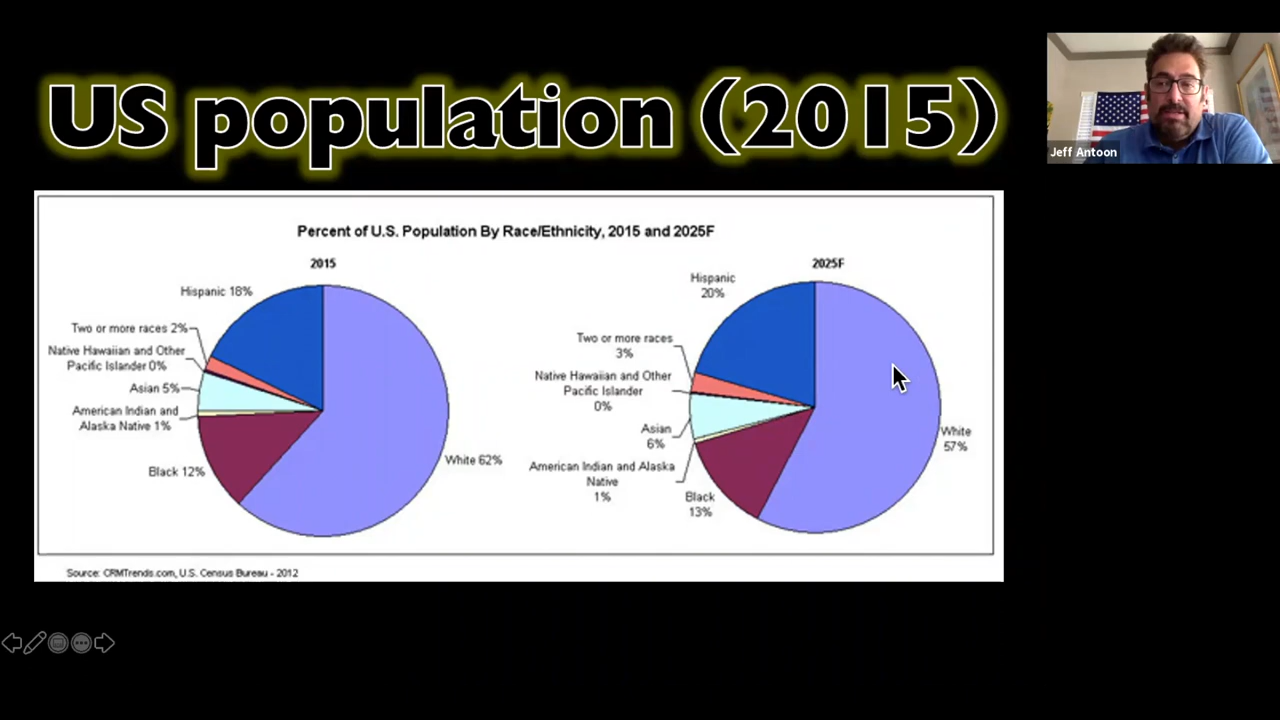 US population (2015)
Jeff Antoon
Percent of U.S. Population By Race/Ethnicity, 2015 and 2025F
2015
Hispanic 18%
Two or more races 2%
Native Hawaiian and Other
Pacific Islander 0%
Asian 5%
American Indian and
Alaska Native 1%
Black 12%
White 62%
2025F
Hispanic
20%
Two or more races
3%
Native Hawaiian and Other
Pacific Islander
0%
Asian
6%
American Indian and Alaska
Native
1%
Black
13%
White
57%
Source: CRMTrends.com, U.S. Census Bureau - 2012